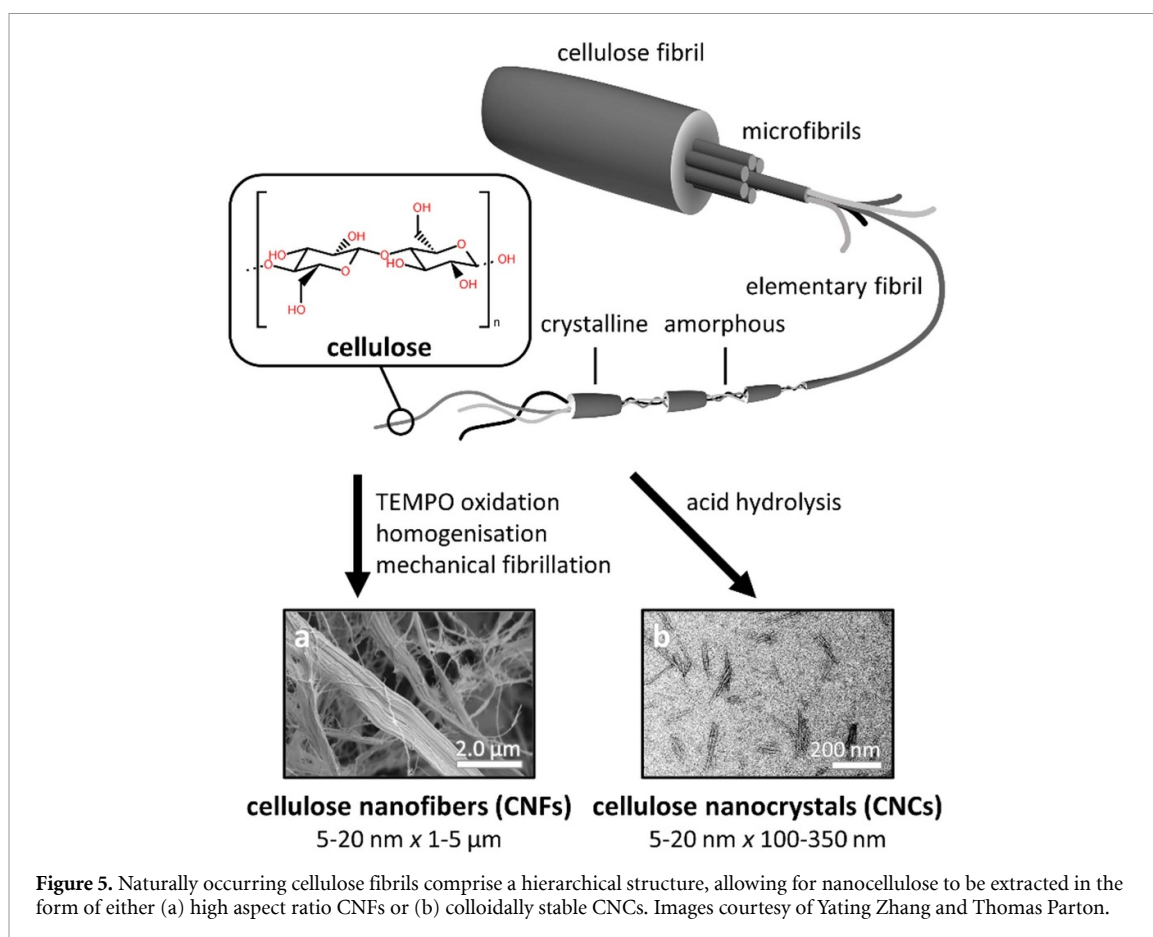 cellulose fibril
microfibrils
OH
OH
HO
O
O
O
HO
O
OH
OH
HO
n
cellulose
elementary fibril
crystalline amorphous
TEMPO oxidation
homogenisation
mechanical fibrillation
acid hydrolysis
a
2.0 μm
b
200 nm
cellulose nanofibers (CNFs)
5-20 nm x 1-5 μm
cellulose nanocrystals (CNCs)
5-20 nm x 100-350 nm
Figure 5. Naturally occurring cellulose fibrils comprise a hierarchical structure, allowing for nanocellulose to be extracted in the
form of either (a) high aspect ratio CNFs or (b) colloidally stable CNCs. Images courtesy of Yating Zhang and Thomas Parton.